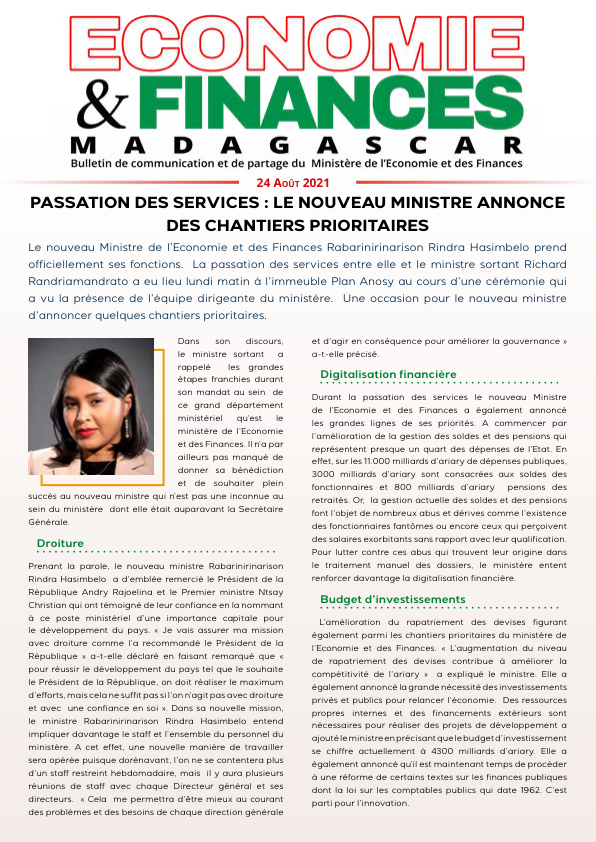 ECONOMIE
& FINANCES
MADAGASCAR
Bulletin de communication et de partage du Ministère de l'Economie et des Finances
24 AOÛT 2021
PASSATION DES SERVICES : LE NOUVEAU MINISTRE ANNONCE
DES CHANTIERS PRIORITAIRES
Le nouveau Ministre de l'Economie et des Finances Rabarinirinarison Rindra Hasimbelo prend
officiellement ses fonctions. La passation des services entre elle et le ministre sortant Richard
Randriamandrato a eu lieu lundi matin à l'immeuble Plan Anosy au cours d'une cérémonie qui
a vu la présence de l'équipe dirigeante du ministère. Une occasion pour le nouveau ministre
d'annoncer quelques chantiers prioritaires.
Dans son discours,
le ministre sortant a
rappelé les grandes
étapes franchies durant
son mandat au sein de
ce grand département
ministériel qu'est le
ministère de l'Economie
et des Finances. Il n'a par
ailleurs pas manqué de
donner sa bénédiction
et de souhaiter plein
succès au nouveau ministre qui n'est pas une inconnue au
sein du ministère dont elle était auparavant la Secrétaire
Générale.
Droiture
Prenant la parole, le nouveau ministre Rabarinirinarison
Rindra Hasimbelo a d'emblée remercié le Président de la
République Andry Rajoelina et le Premier ministre Ntsay
Christian qui ont témoigné de leur confiance en la nommant
à ce poste ministériel d'une importance capitale pour
le développement du pays. « Je vais assurer ma mission
avec droiture comme l'a recommandé le Président de la
République » a-t-elle déclaré en faisant remarqué que «
pour réussir le développement du pays tel que le souhaite
le Président de la République, on doit réaliser le maximum
d'efforts, mais cela ne suffit pas si l'on n'agit pas avec droiture
et avec une confiance en soi ». Dans sa nouvelle mission,
le ministre Rabarinirinarison Rindra Hasimbelo entend
impliquer davantage le staff et l'ensemble du personnel du
ministère. A cet effet, une nouvelle manière de travailler
sera opérée puisque dorénavant, l'on ne se contentera plus
d'un staff restreint hebdomadaire, mais il y aura plusieurs
réunions de staff avec chaque Directeur général et ses
directeurs. « Cela me permettra d'être mieux au courant
des problèmes et des besoins de chaque direction générale
et d'agir en conséquence pour améliorer la gouvernance »
a-t-elle précisé.
Digitalisation financière
Durant la passation des services le nouveau Ministre
de l'Economie et des Finances a également annoncé
les grandes lignes de ses priorités. A commencer par
l'amélioration de la gestion des soldes et des pensions qui
représentent presque un quart des dépenses de l'Etat. En
effet, sur les 11.000 milliards d'ariary de dépenses publiques,
3000 milliards d'ariary sont consacrées aux soldes des
fonctionnaires et 800 milliards d'ariary pensions des
retraités. Or, la gestion actuelle des soldes et des pensions
font l'objet de nombreux abus et dérives comme l'existence
des fonctionnaires fantômes ou encore ceux qui perçoivent
des salaires exorbitants sans rapport avec leur qualification.
Pour lutter contre ces abus qui trouvent leur origine dans
le traitement manuel des dossiers, le ministère entent
renforcer davantage la digitalisation financière.
Budget d'investissements
L'amélioration du rapatriement des devises figurant
également parmi les chantiers prioritaires du ministère de
l'Economie et des Finances. « L'augmentation du niveau
de rapatriement des devises contribue à améliorer la
compétitivité de l'ariary » a expliqué le ministre. Elle a
également annoncé la grande nécessité des investissements
privés et publics pour relancer l'économie. Des ressources
propres internes et des financements extérieurs sont
nécessaires pour réaliser des projets de développement a
ajouté le ministre en précisant que le budget d'investissement
se chiffre actuellement à 4300 milliards d'ariary. Elle a
également annoncé qu'il est maintenant temps de procéder
à une réforme de certains textes sur les finances publiques
dont la loi sur les comptables publics qui date 1962. C'est
parti pour l'innovation.